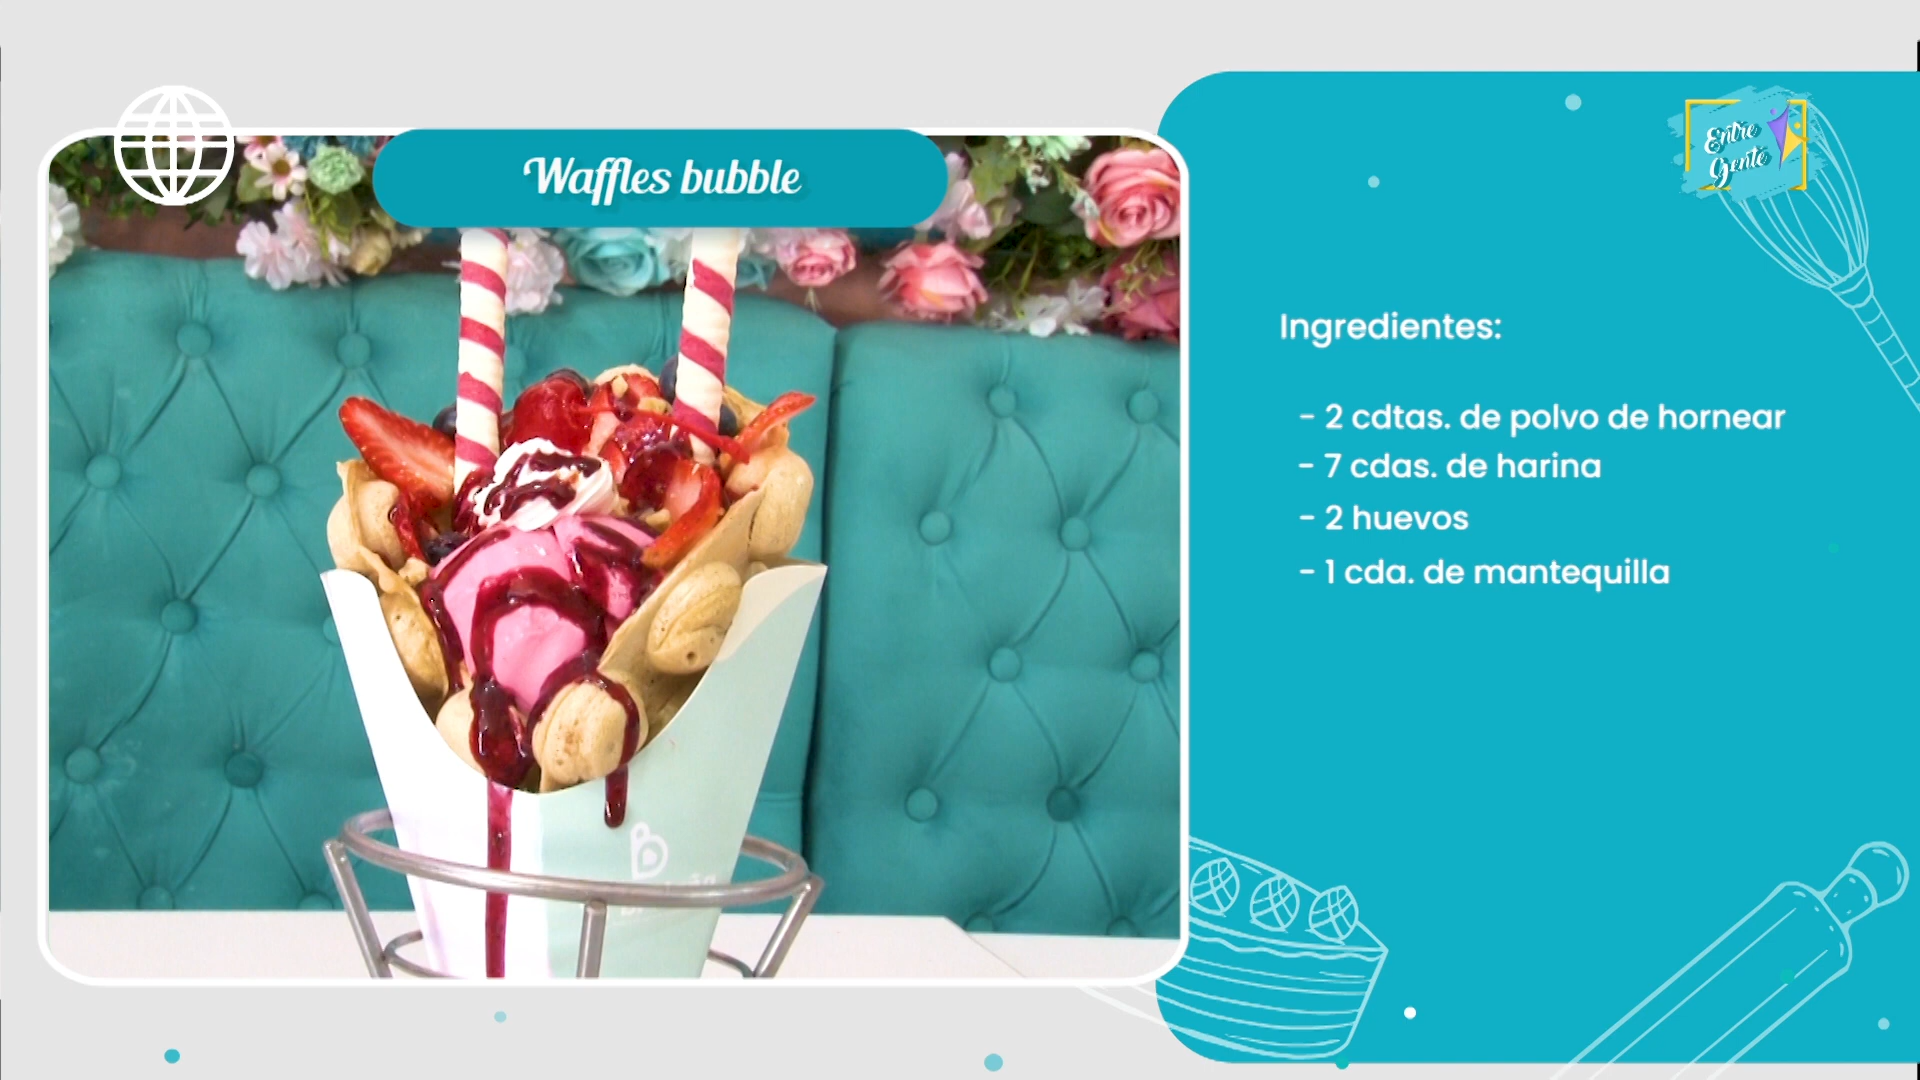 Waffles bubble
Entre
Gente
Ingredientes:
- 2 cdtas. de polvo de hornear
- 7 cdas. de harina
- 2 huevos
- 1 cda. de mantequilla